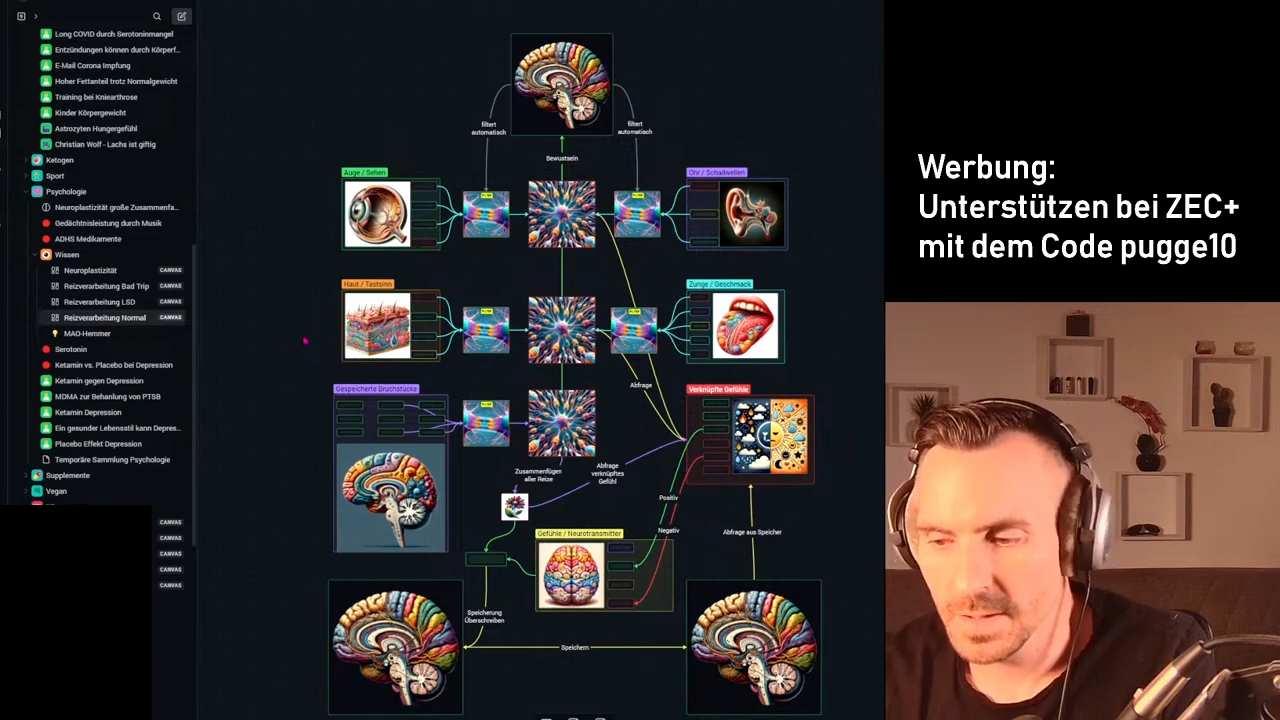 Long COVID durch Serotoninmangel
Entzündungen können durch Körperf...
E-Mail Corona Impfung
Hoher Fettanteil trotz Normalgewicht
Training bei Kniearthrose
Kinder Körpergewicht
Astrozyten Hungergefühl
Christian Wolf - Lachs ist giftig
Ketogen
Sport
Psychologie
Neuroplastizität große Zusammenfa...
Gedächtnisleistung durch Musik
ADHS Medikamente
Wissen
Neuroplastizität CANVAS
Reizverarbeitung Bad Trip CANVAS
Reizverarbeitung LSD CANVAS
Reizverarbeitung Normal CANVAS
MAO-Hemmer
Serotonin
Ketamin vs. Placebo bei Depression
Ketamin gegen Depression
MDMA zur Behanlung von PTSB
Ketamin Depression
Ein gesunder Lebensstil kann Depres...
Placebo Effekt Depression
Temporäre Sammlung Psychologie
Supplemente
Vegan
CANVAS
CANVAS
CANVAS
CANVAS
CANVAS
filtert
automatisch
filtert
automatisch
Bewustsein
Auge / Sehen
Ohr / Schallwellen
Haut / Tastsinn
Zunge / Geschmack
Abfrage
Gespeicherte Bruchstücke
Verknüpfte Gefühle
Zusammenfügen
aller Reize
Abfrage
verknüpftes
Gefühl
Positiv
Negativ
Gefühle / Neurotransmitter
Abfrage aus Speicher
Speicherung
Überschreiben
Speichern
Werbung:
Unterstützen bei ZEC+
mit dem Code pugge10